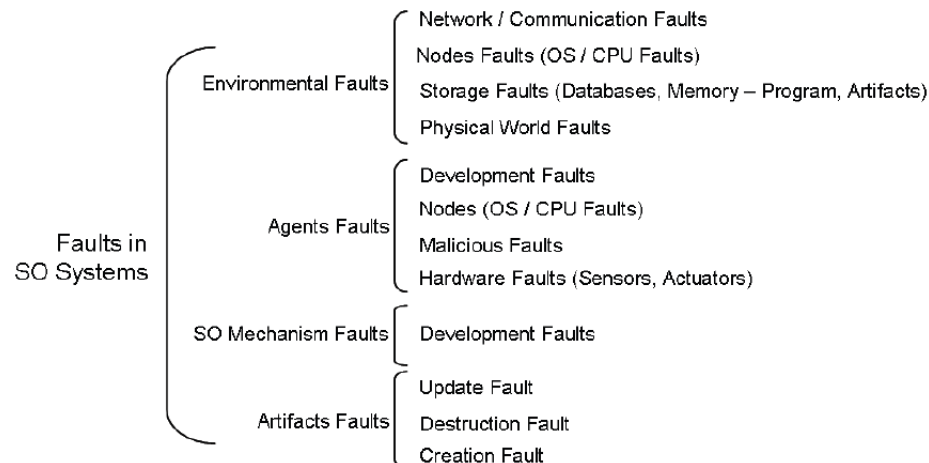 Network / Communication Faults
Nodes Faults (OS / CPU Faults)
Environmental Faults
Storage Faults (Databases, Memory – Program, Artifacts)
Physical World Faults
Development Faults
Nodes (OS / CPU Faults)
Agents Faults
Malicious Faults
Hardware Faults (Sensors, Actuators)
Faults in
SO Systems
SO Mechanism Faults
Development Faults
Update Fault
Artifacts Faults
Destruction Fault
Creation Fault